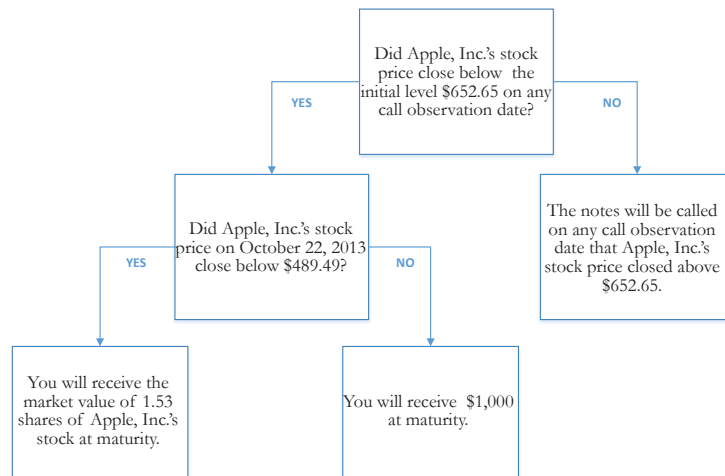 Did Apple, Inc.'s stock
price close below the
initial level $652.65 on any
call observation date?
YES
NO
Did Apple, Inc.'s stock
price on October 22, 2013
close below $489.49?
The notes will be called
on any call observation
date that Apple, Inc.'s
stock price closed above
$652.65.
YES
NO
You will receive the
market value of 1.53
shares of Apple, Inc.'s
stock at maturity.
You will receive $1,000
at maturity.